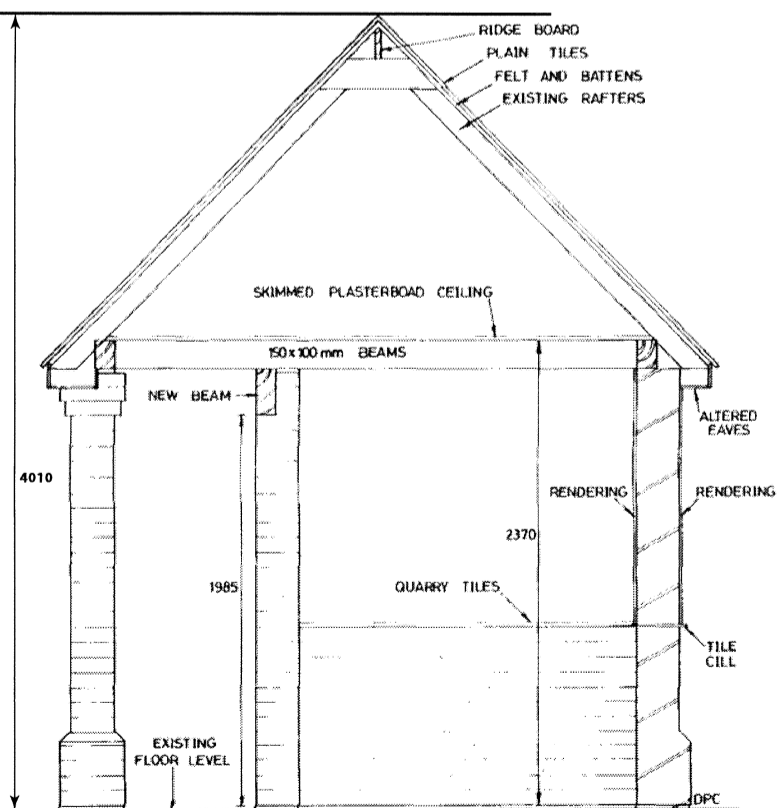 RIDGE BOARD
PLAIN TILES
FELT AND BATTENS
EXISTING RAFTERS
SKIMMED PLASTERBOAD CEILING
150 x 100 mm BEAMS
NEW BEAM
ALTERED
EAVES
4010
RENDERING
RENDERING
2370
1985
QUARRY TILES
TILE
CILL
EXISTING
FLOOR LEVEL
DPC